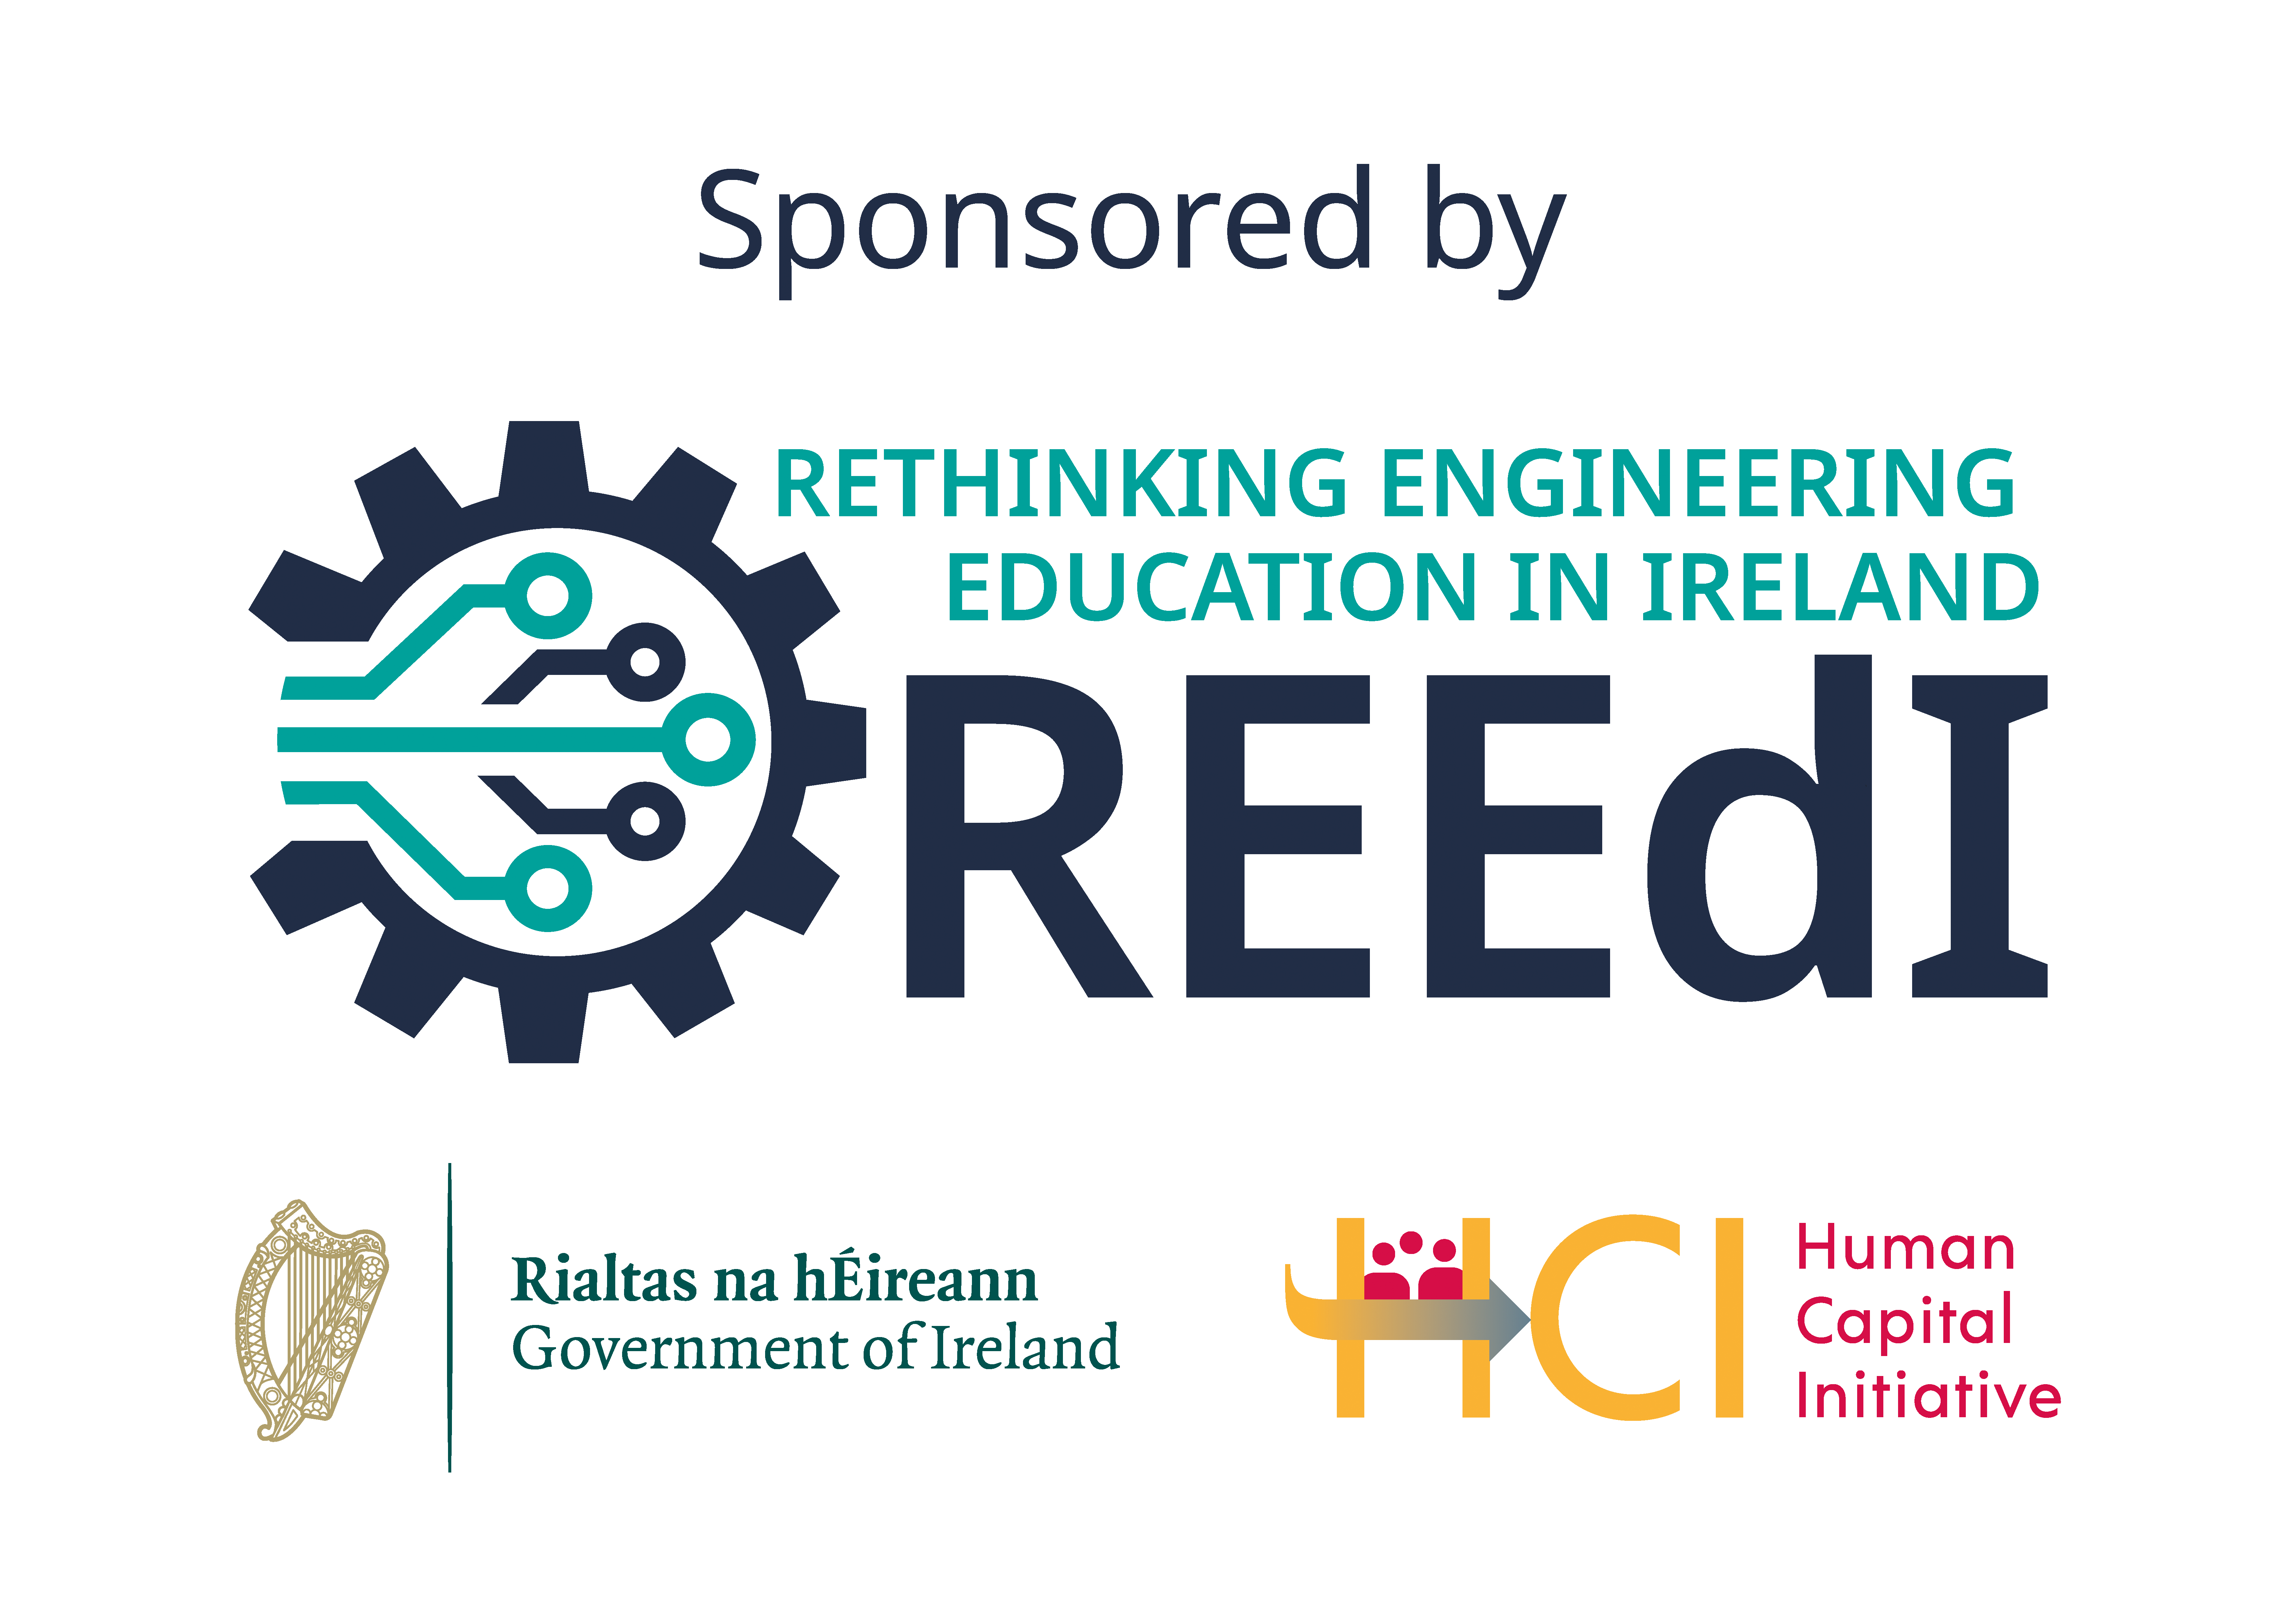 Sponsored by
RETHINKING ENGINEERING
EDUCATION IN IRELAND
REEdI
Rialtas na hÉireann
Government of Ireland
HCI
Human
Capital
Initiative